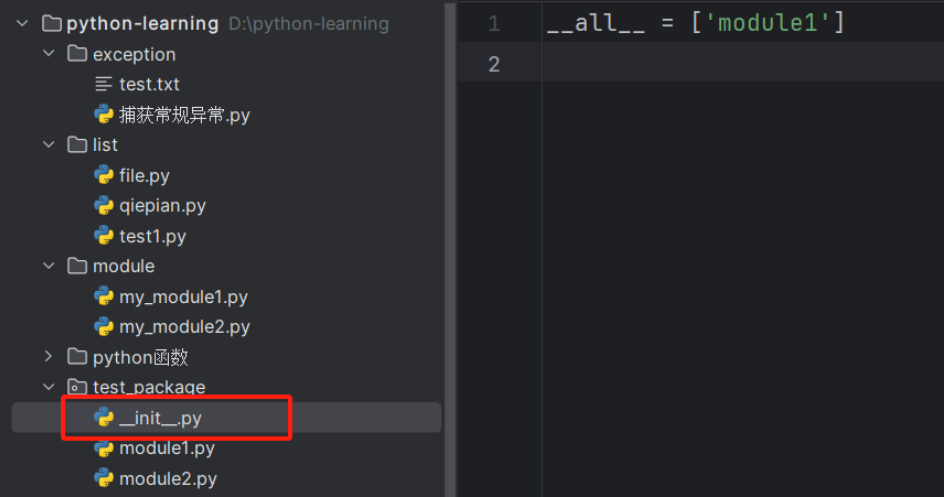 python-learning D:\python-learning
exception
test.txt
捕获常规异常.py
list
file.py
qiepian.py
test1.py
module
my_module1.py
my_module2.py
python函数
test_package
__init__.py
module1.py
module2.py
1 __all__ = ['module1']
2